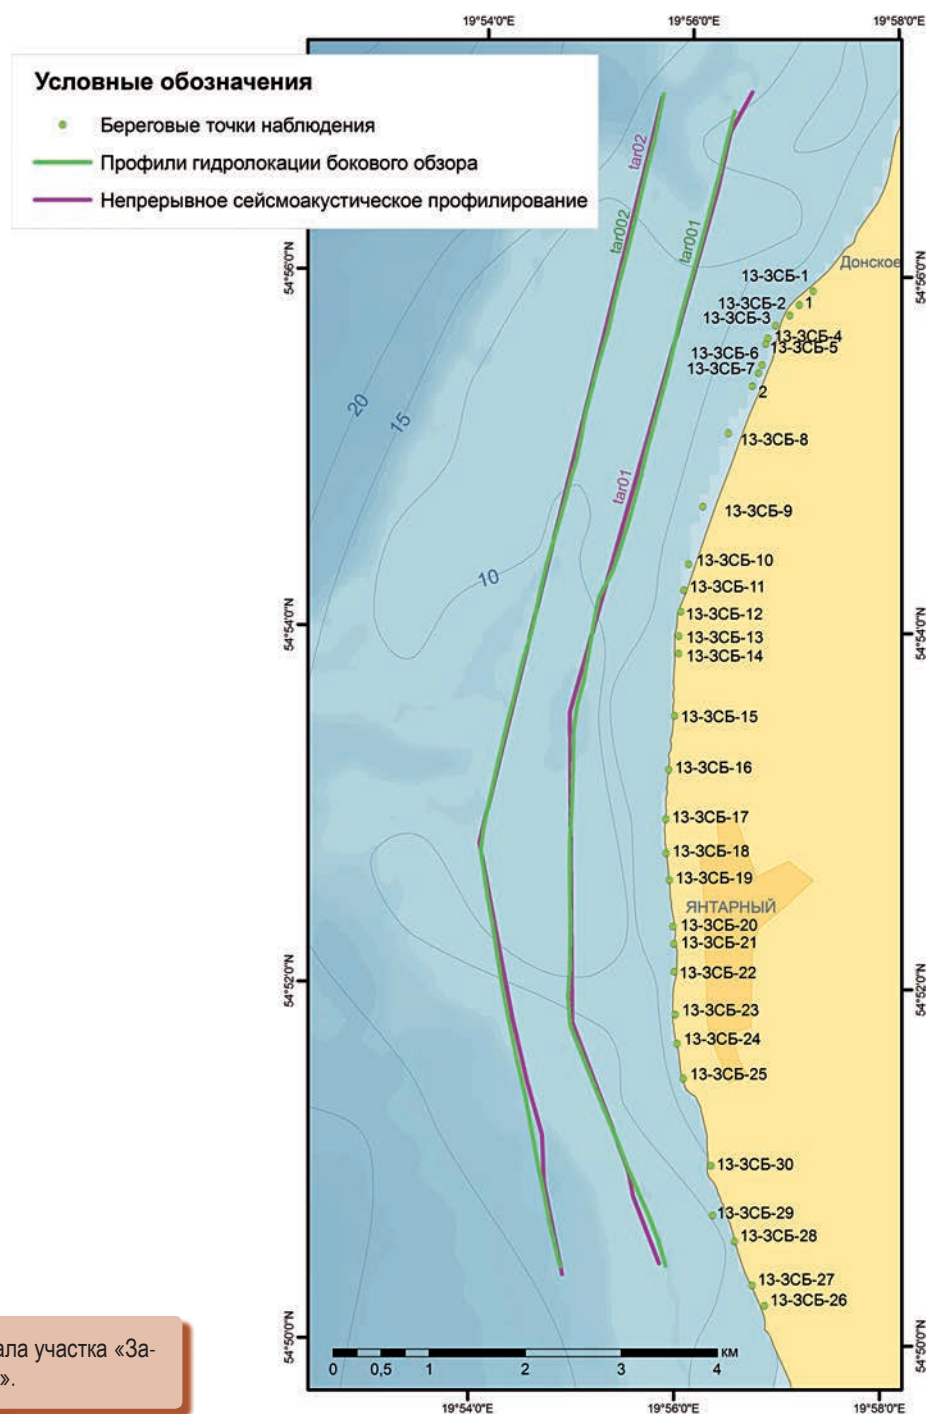 19°54'0"E 19°56'0"E 19°58'0"E
Условные обозначения
Береговые точки наблюдения
Профили гидролокации бокового обзора
Непрерывное сейсмоакустическое профилирование
tar02
tar002
tar001
54°56'0"N
54°56'0"N
Донское
13-ЗСБ-1
13-ЗСБ-2
1
13-ЗСБ-3
13-ЗСБ-4
13-ЗСБ-5
13-ЗСБ-6
13-ЗСБ-7
2
20
15
13-ЗСБ-8
tar01
13-ЗСБ-9
10
13-ЗСБ-10
13-ЗСБ-11
13-ЗСБ-12
54°54'0"N
54°54'0"N
13-ЗСБ-13
13-ЗСБ-14
13-ЗСБ-15
13-ЗСБ-16
13-ЗСБ-17
13-ЗСБ-18
13-ЗСБ-19
ЯНТАРНЫЙ
13-ЗСБ-20
13-ЗСБ-21
13-ЗСБ-22
54°52'0"N
54°52'0"N
13-ЗСБ-23
13-ЗСБ-24
13-ЗСБ-25
13-ЗСБ-30
13-ЗСБ-29
13-ЗСБ-28
13-ЗСБ-27
13-ЗСБ-26
54°50'0"N
54°50'0"N
ала участка «За-
».
км
0 0,5 1 2 3 4
19°54'0"E 19°56'0"E 19°58'0"E